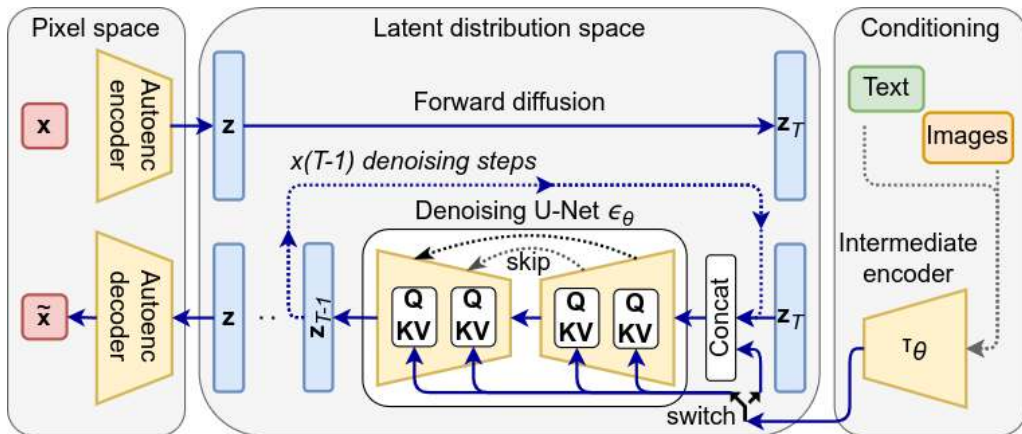 Pixel space
Latent distribution space
Conditioning
x
Autoenc
encoder
z
Forward diffusion
z_T
Text
Images
x(T-1) denoising steps
Denoising U-Net ϵ_θ
skip
Intermediate
encoder
x̃
Autoenc
decoder
z
. .
z_T-1
Q
KV
Q
KV
Q
KV
Q
KV
Concat
z_T
τ_θ
switch